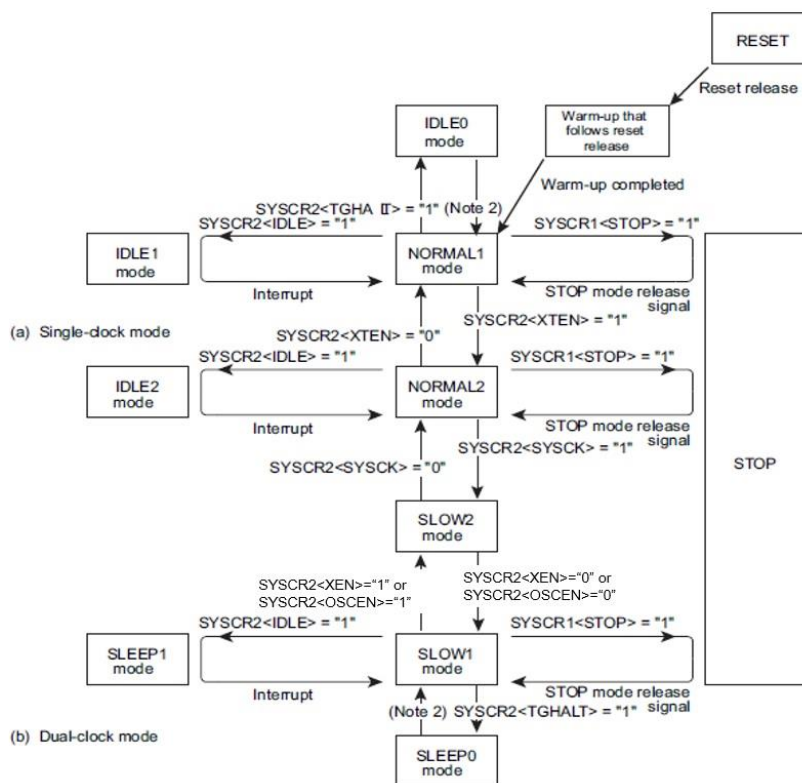 RESET
Reset release
IDLE0
mode
Warm-up that
follows reset
release
Warm-up completed
SYSCR2<TGHA LT> = "1" (Note 2)
SYSCR2<IDLE> = "1"
SYSCR1<STOP> = "1"
IDLE1
mode
NORMAL1
mode
Interrupt
STOP mode release
signal
(a) Single-clock mode
SYSCR2<XTEN> = "0"
SYSCR2<XTEN> = "1"
SYSCR2<IDLE> = "1"
SYSCR1<STOP> = "1"
IDLE2
mode
NORMAL2
mode
Interrupt
STOP mode release
signal
SYSCR2<SYSCK> = "0"
SYSCR2<SYSCK> = "1"
STOP
SLOW2
mode
SYSCR2<XEN>=“1” or
SYSCR2<OSCEN>=“1”
SYSCR2<XEN>=“0” or
SYSCR2<OSCEN>=“0”
SYSCR2<IDLE> = "1"
SYSCR1<STOP> = "1"
SLEEP1
mode
SLOW1
mode
Interrupt
STOP mode release
signal
(Note 2)
SYSCR2<TGHALT> = "1"
(b) Dual-clock mode
SLEEP0
mode